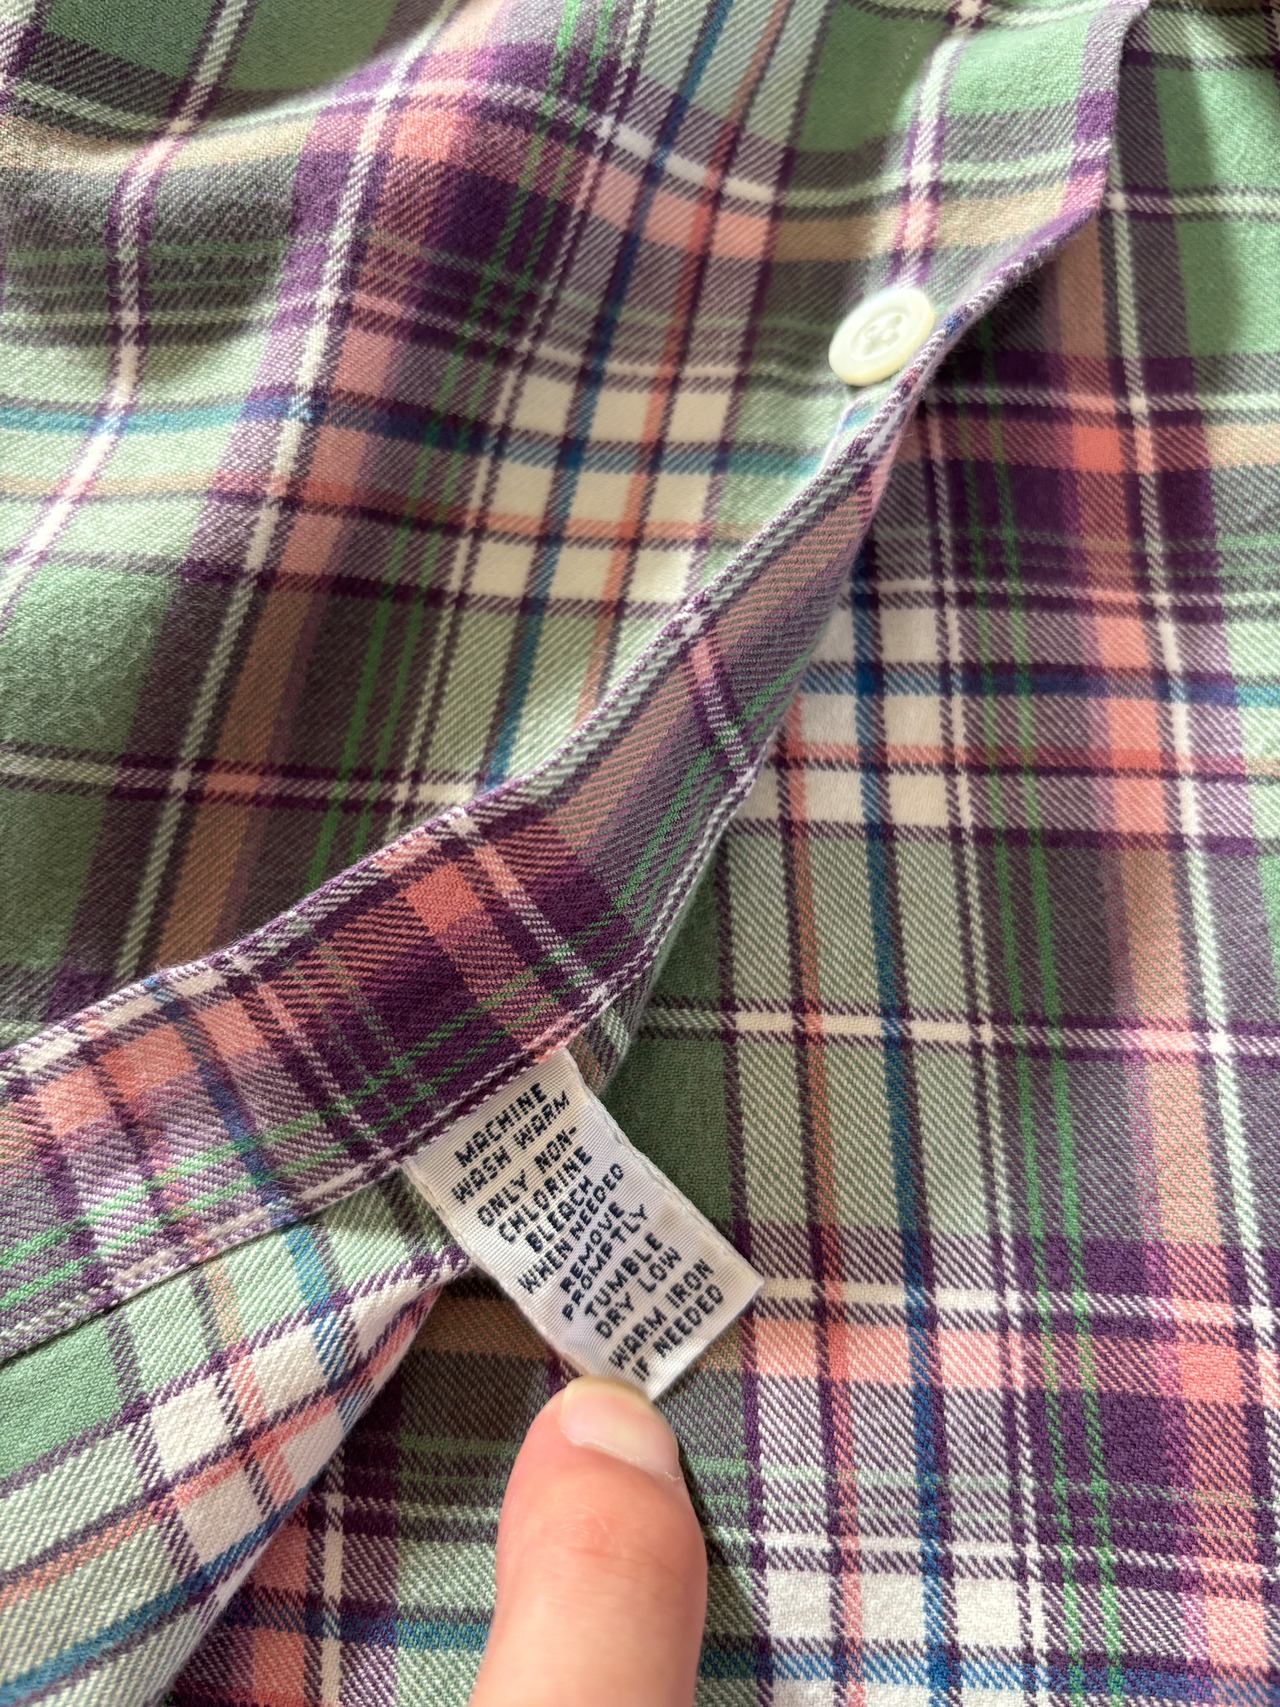 MACHINE
WASH WARM
ONLY NON-
CHLORINE
BLEACH
WHEN NEEDED
REMOVE
PROMPTLY
TUMBLE
DRY LOW
WARM IRON
IF NEEDED